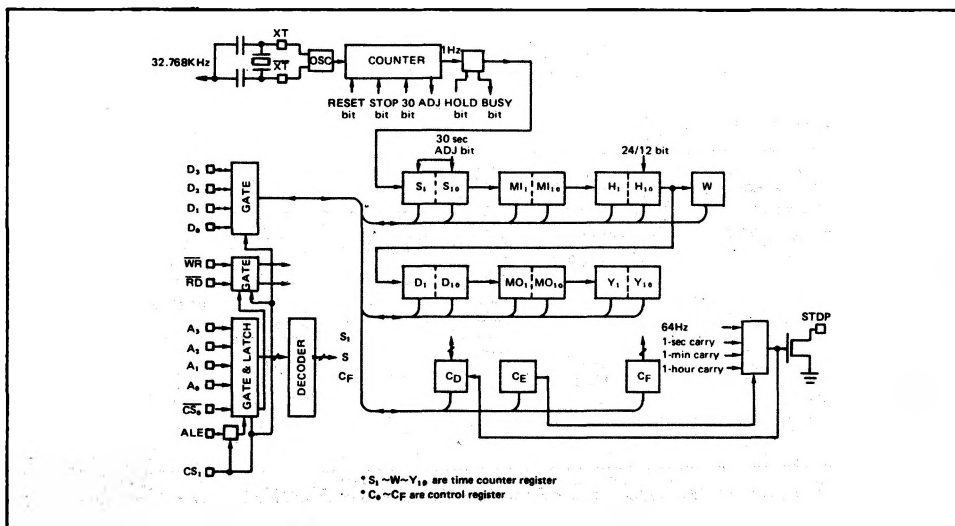 XT
32.768KHz
XT
OSC
COUNTER
1Hz
RESET bit
STOP bit
30 bit
ADJ
HOLD bit
BUSY bit
30 sec
ADJ bit
24/12 bit
S₁ S₁₀
MI₁ MI₁₀
H₁ H₁₀
W
D₃
D₂
D₁
D₀
GATE
WR
RD
GATE
D₁ D₁₀
MO₁ MO₁₀
Y₁ Y₁₀
A₃
A₂
A₁
A₀
CS₀
GATE & LATCH
DECODER
S₁
S
CF
CD
CE
CF
64Hz
1-sec carry
1-min carry
1-hour carry
STDP
ALE
CS₁
* S₁ ~W~Y₁₀ are time counter register
* C₀ ~CF are control register